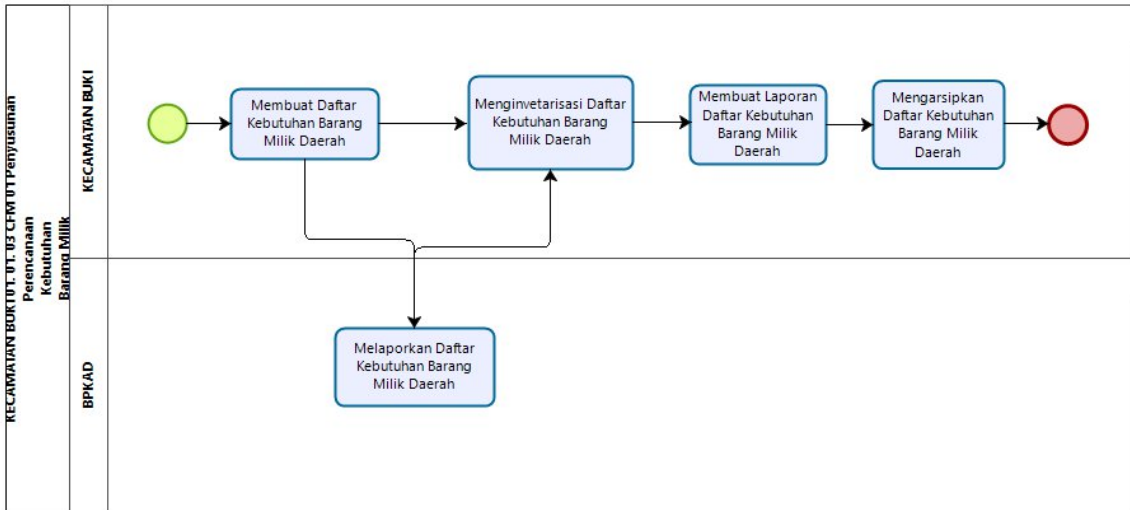 KECAMATAN BUKI 01. 01. 03 CFM 01 Penyusunan
Perencanaan
Kebutuhan
Barang Milik
KECAMATAN BUKI
Membuat Daftar
Kebutuhan Barang
Milik Daerah
Menginvetarisasi Daftar
Kebutuhan Barang
Milik Daerah
Membuat Laporan
Daftar Kebutuhan
Barang Milik
Daerah
Mengarsipkan
Daftar Kebutuhan
Barang Milik
Daerah
BPKAD
Melaporkan Daftar
Kebutuhan Barang
Milik Daerah